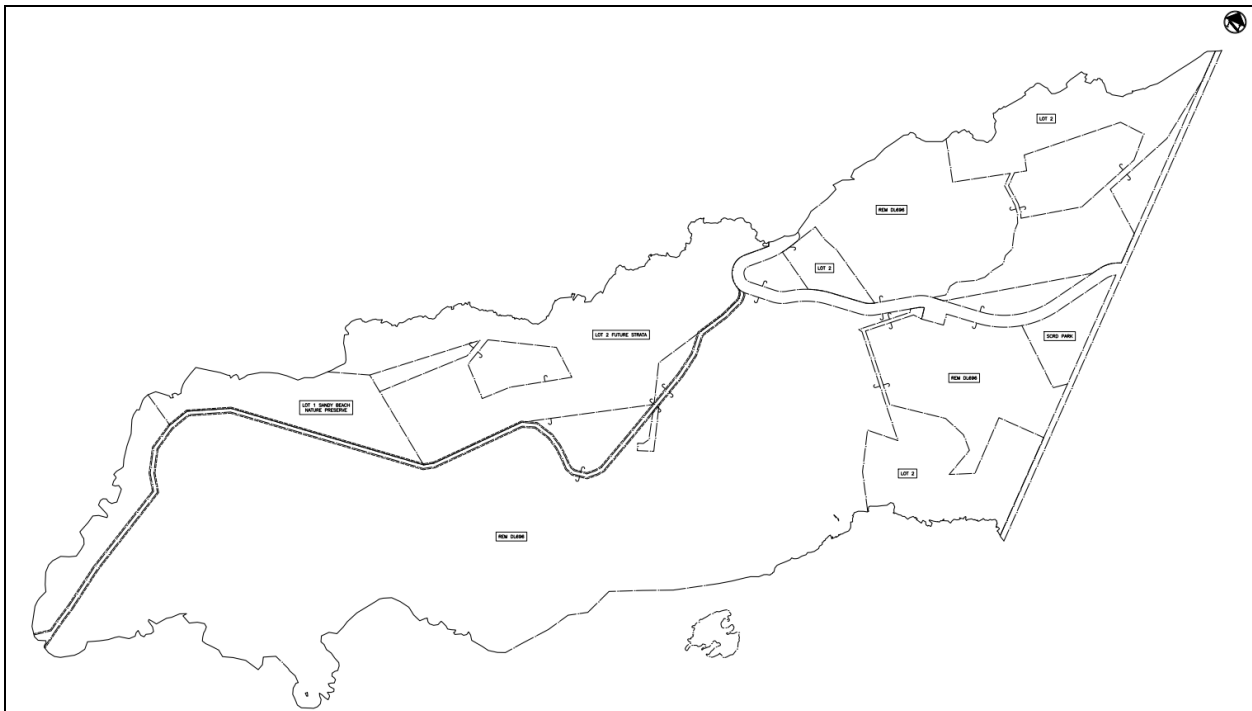 LOT 2
REM DL696
LOT 2
LOT 2 FUTURE STRATA
SCRD PARK
REM DL696
LOT 1 SANDY BEACH
NATURE PRESERVE
LOT 2
REM DL696